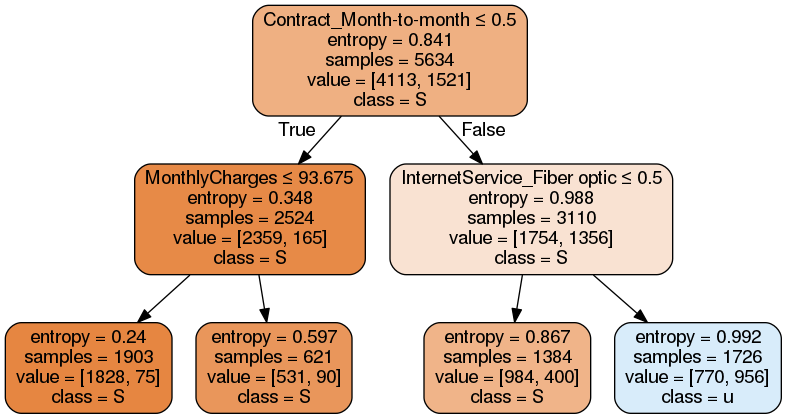 Contract_Month-to-month ≤ 0.5
entropy = 0.841
samples = 5634
value = [4113, 1521]
class = S
True
False
MonthlyCharges ≤ 93.675
entropy = 0.348
samples = 2524
value = [2359, 165]
class = S
InternetService_Fiber optic ≤ 0.5
entropy = 0.988
samples = 3110
value = [1754, 1356]
class = S
entropy = 0.24
samples = 1903
value = [1828, 75]
class = S
entropy = 0.597
samples = 621
value = [531, 90]
class = S
entropy = 0.867
samples = 1384
value = [984, 400]
class = S
entropy = 0.992
samples = 1726
value = [770, 956]
class = u